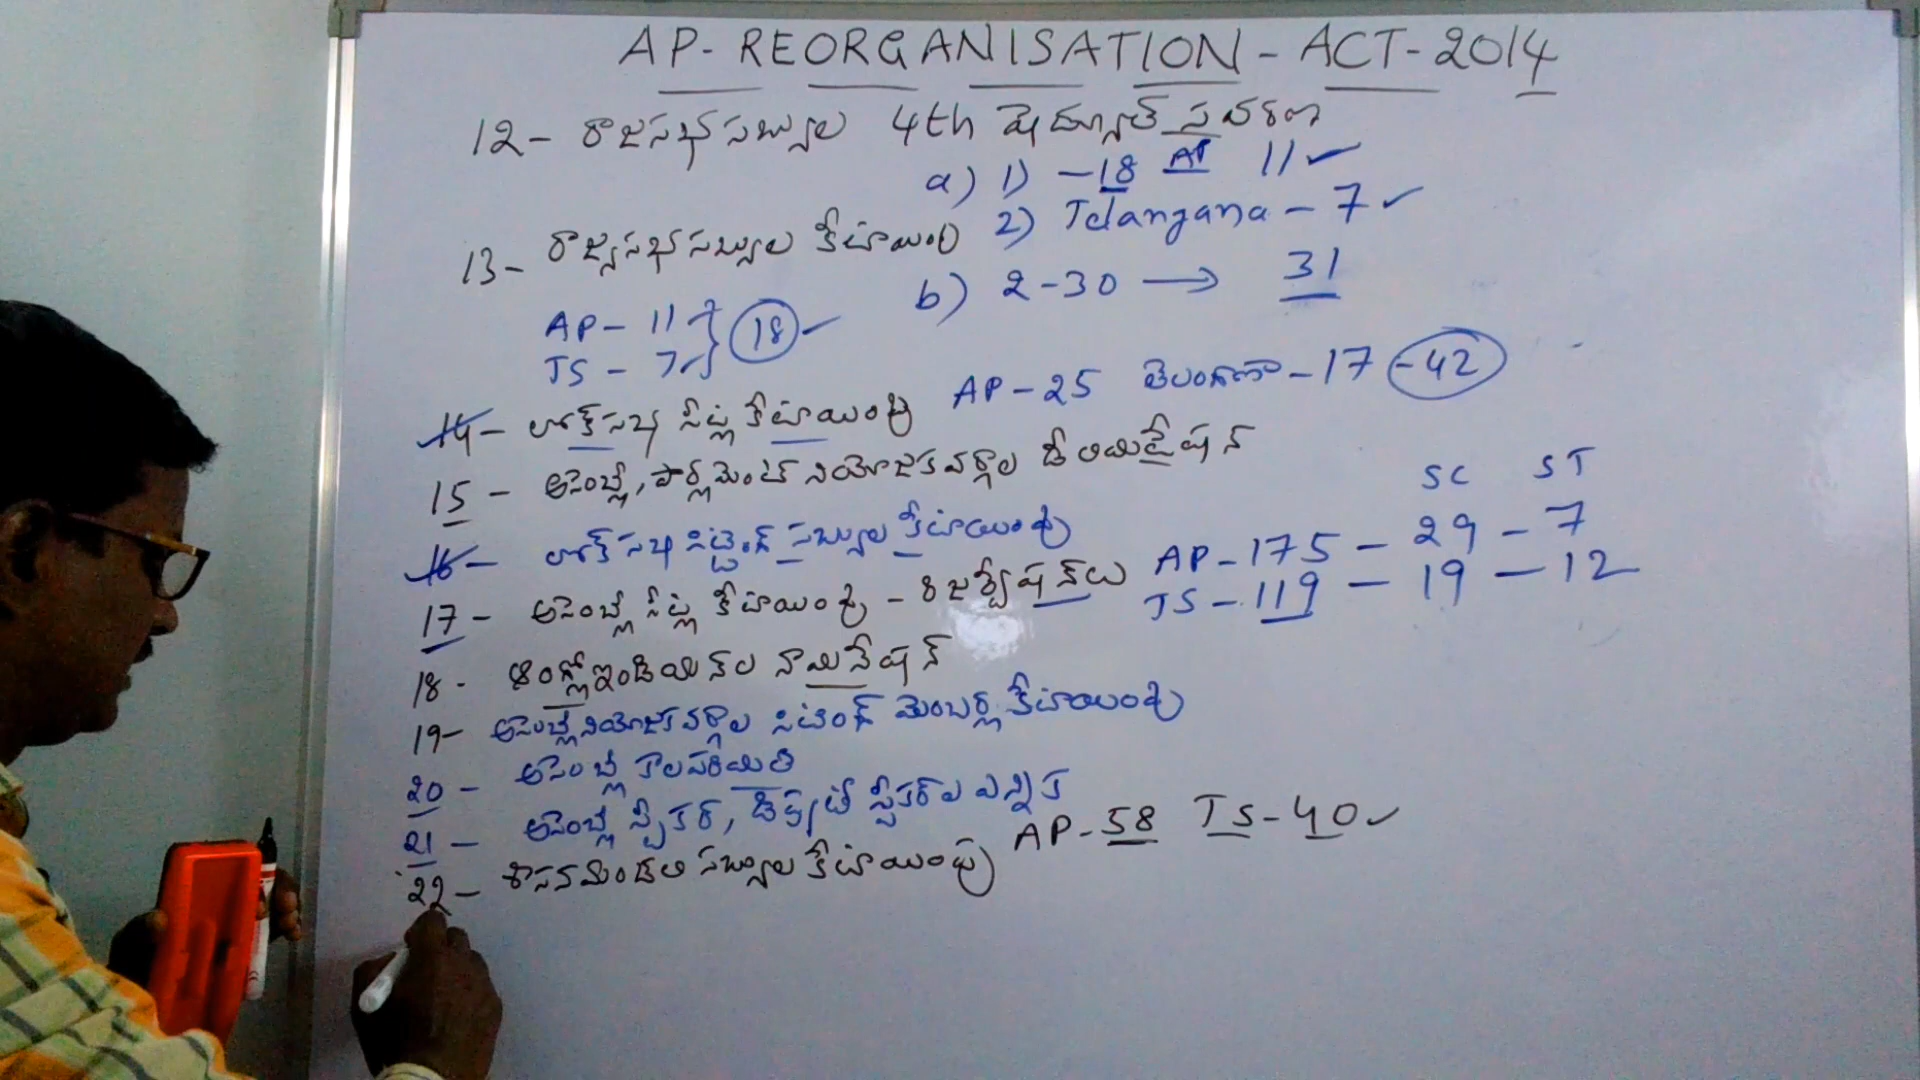 AP-REORGANISATION-ACT-2014
12- రాజసభ సభ్యుల 4th షెడ్యూల్ సవరణ
a) 1) -18 AP 11
13- రాజ్యసభ సభ్యుల కేటాయింపు 2) Telangana - 7
b) 2-30 → 31
AP- 11
TS - 7 18
14- లోక్ సభ సీట్ల కేటాయింపు AP-25 తెలంగాణా-17 -42
15 - అసెంబ్లీ, పార్లమెంట్ నియోజకవర్గాల డీలిమిటేషన్
SC ST
16- లోక్ సభ సిట్టింగ్ సభ్యుల కేటాయింపు
AP-175 - 29 - 7
17- అసెంబ్లీ సీట్ల కేటాయింపు - రిజర్వేషన్లు TS - 119 - 19 - 12
18- ఆంగ్లో ఇండియన్ల నామినేషన్
19- అసెంబ్లీ నియోజకవర్గాల సిటింగ్ మెంబర్ల కేటాయింపు
20- అసెంబ్లీ కాలపరిమితి
21- అసెంబ్లీ స్పీకర్, డిప్యూటీ స్పీకర్ల ఎన్నిక
22- శాసనమండలి సభ్యుల కేటాయింపు AP-58 TS-40